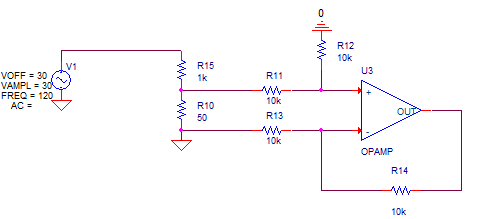 0
V1
VOFF = 30
VAMPL = 30
FREQ = 120
AC =
R15
1k
R10
50
R11
10k
R13
10k
R12
10k
U3
+
-
OUT
OPAMP
R14
10k